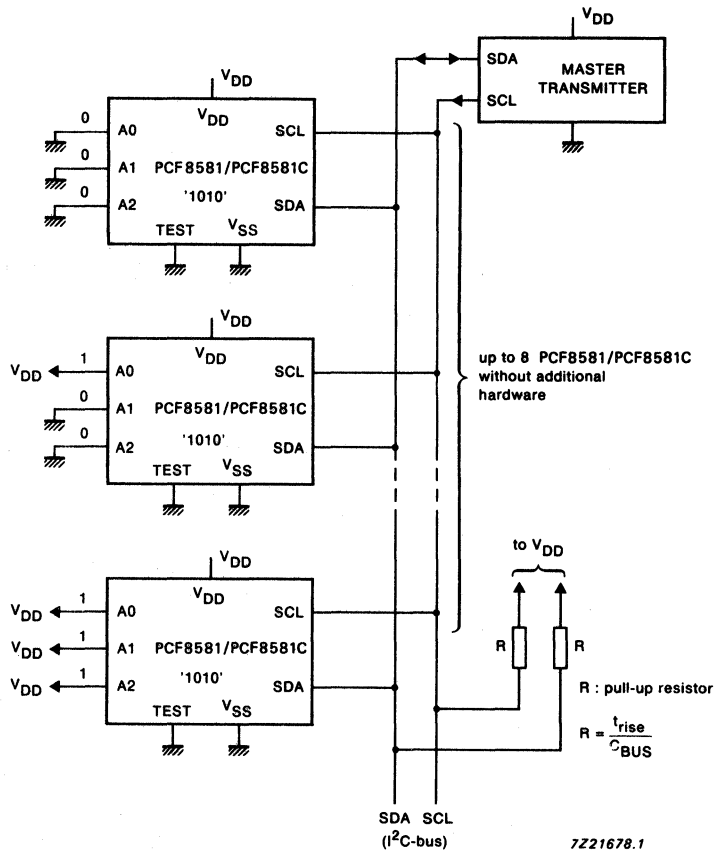 VDD
SDA
MASTER
TRANSMITTER
SCL
VDD
VDD
0 A0 SCL
0 A1 PCF8581/PCF8581C
'1010'
0 A2 SDA
TEST VSS
VDD
VDD
VDD 1 A0 SCL
0 A1 PCF8581/PCF8581C
'1010'
0 A2 SDA
TEST VSS
up to 8 PCF8581/PCF8581C
without additional
hardware
VDD
VDD
VDD 1 A0 SCL
VDD 1 A1 PCF8581/PCF8581C
'1010'
VDD 1 A2 SDA
TEST VSS
to VDD
R R
R : pull-up resistor
R = trise / CBUS
SDA SCL
(I²C-bus)
7Z21678.1